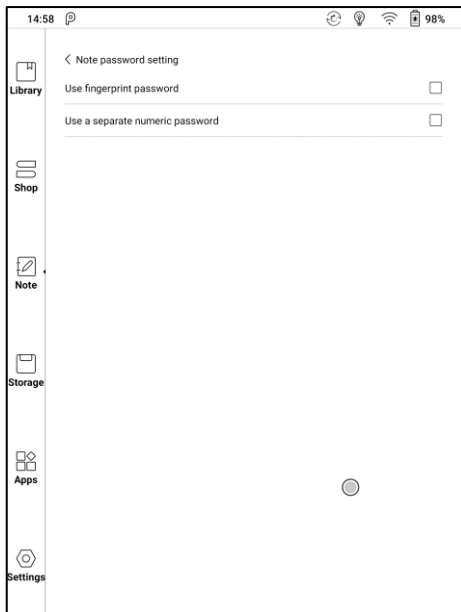 14:58
98%
Note password setting
Use fingerprint password
Use a separate numeric password
Library
Shop
Note
Storage
Apps
Settings